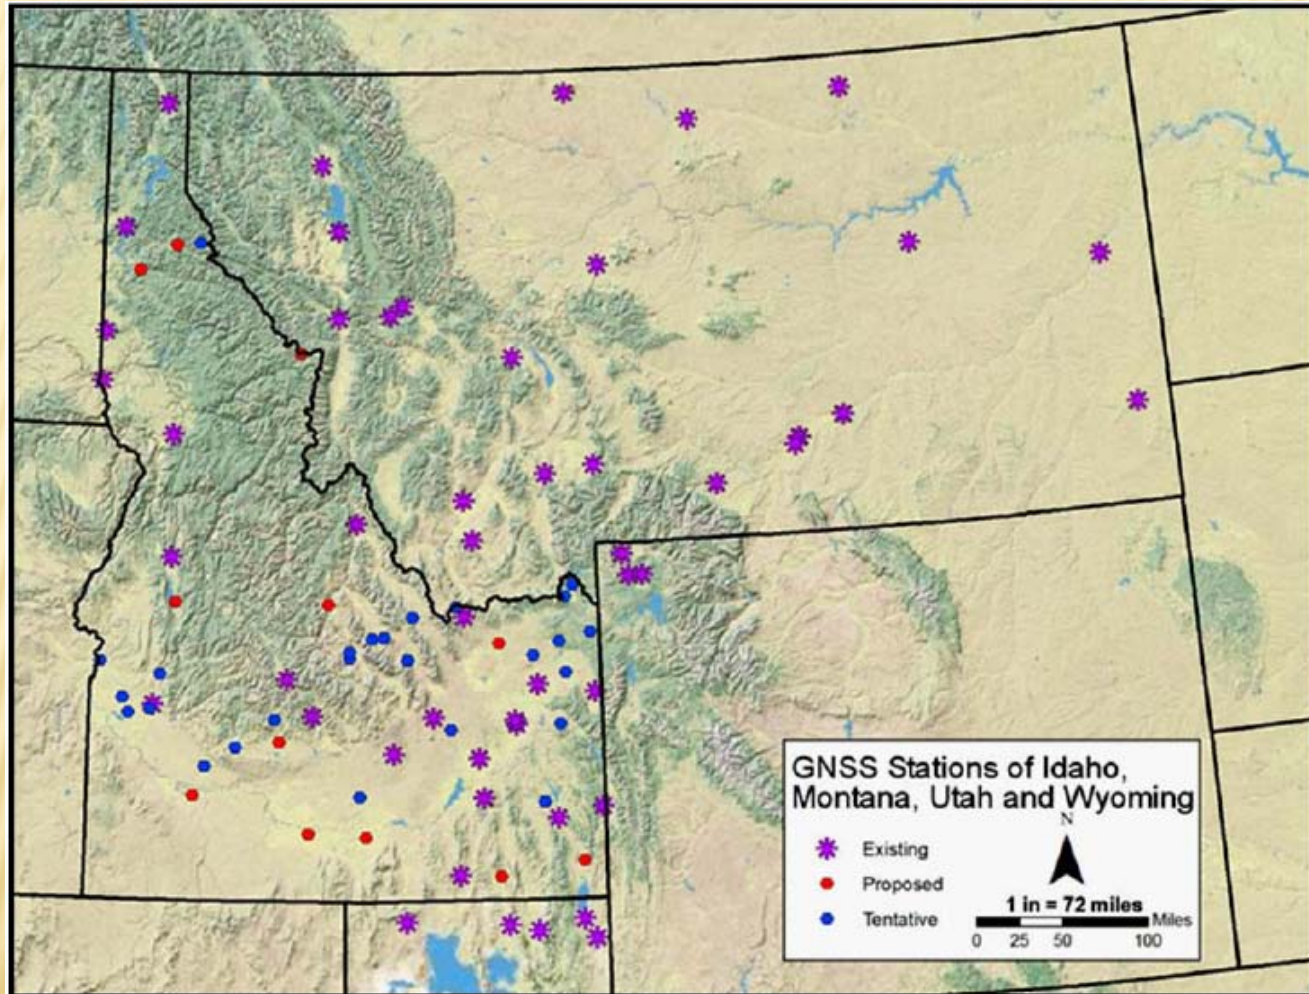 GNSS Stations of Idaho,
Montana, Utah and Wyoming
N
Existing
Proposed
Tentative
1 in = 72 miles
Miles
0 25 50 100